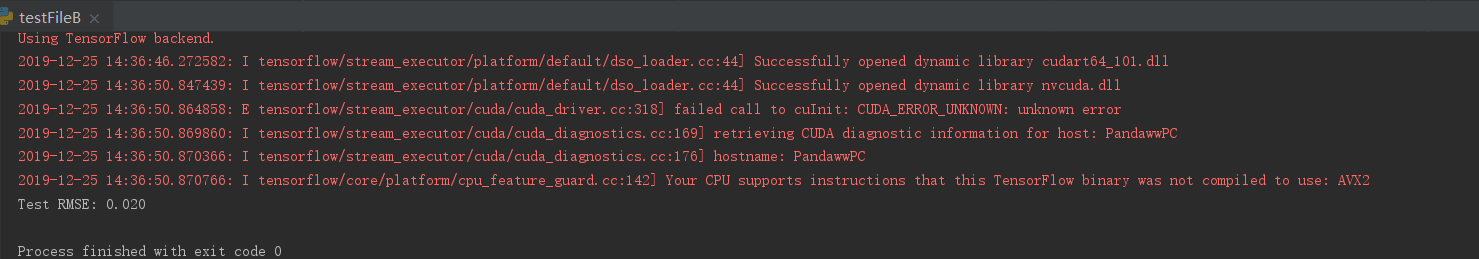 testFileB ×
Using TensorFlow backend.
2019-12-25 14:36:46.272582: I tensorflow/stream_executor/platform/default/dso_loader.cc:44] Successfully opened dynamic library cudart64_101.dll
2019-12-25 14:36:50.847439: I tensorflow/stream_executor/platform/default/dso_loader.cc:44] Successfully opened dynamic library nvcuda.dll
2019-12-25 14:36:50.864858: E tensorflow/stream_executor/cuda/cuda_driver.cc:318] failed call to cuInit: CUDA_ERROR_UNKNOWN: unknown error
2019-12-25 14:36:50.869860: I tensorflow/stream_executor/cuda/cuda_diagnostics.cc:169] retrieving CUDA diagnostic information for host: PandawwPC
2019-12-25 14:36:50.870366: I tensorflow/stream_executor/cuda/cuda_diagnostics.cc:176] hostname: PandawwPC
2019-12-25 14:36:50.870766: I tensorflow/core/platform/cpu_feature_guard.cc:142] Your CPU supports instructions that this TensorFlow binary was not compiled to use: AVX2
Test RMSE: 0.020
Process finished with exit code 0